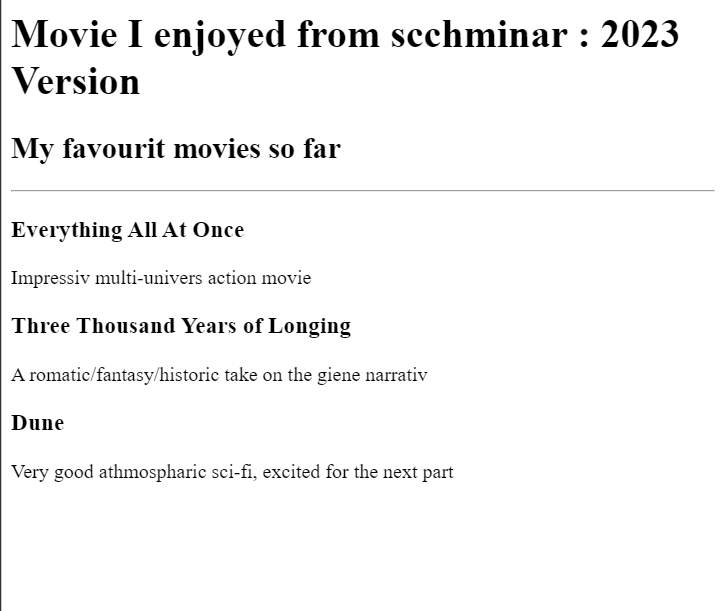 Movie I enjoyed from scchminar : 2023
Version
My favourit movies so far
Everything All At Once
Impressiv multi-univers action movie
Three Thousand Years of Longing
A romatic/fantasy/historic take on the giene narrativ
Dune
Very good athmospharic sci-fi, excited for the next part